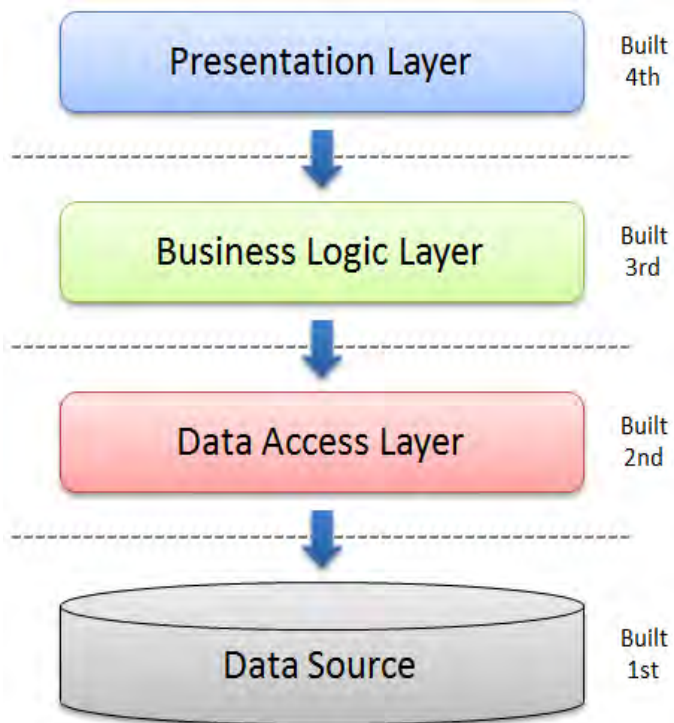 Presentation Layer
Built
4th
Business Logic Layer
Built
3rd
Data Access Layer
Built
2nd
Data Source
Built
1st